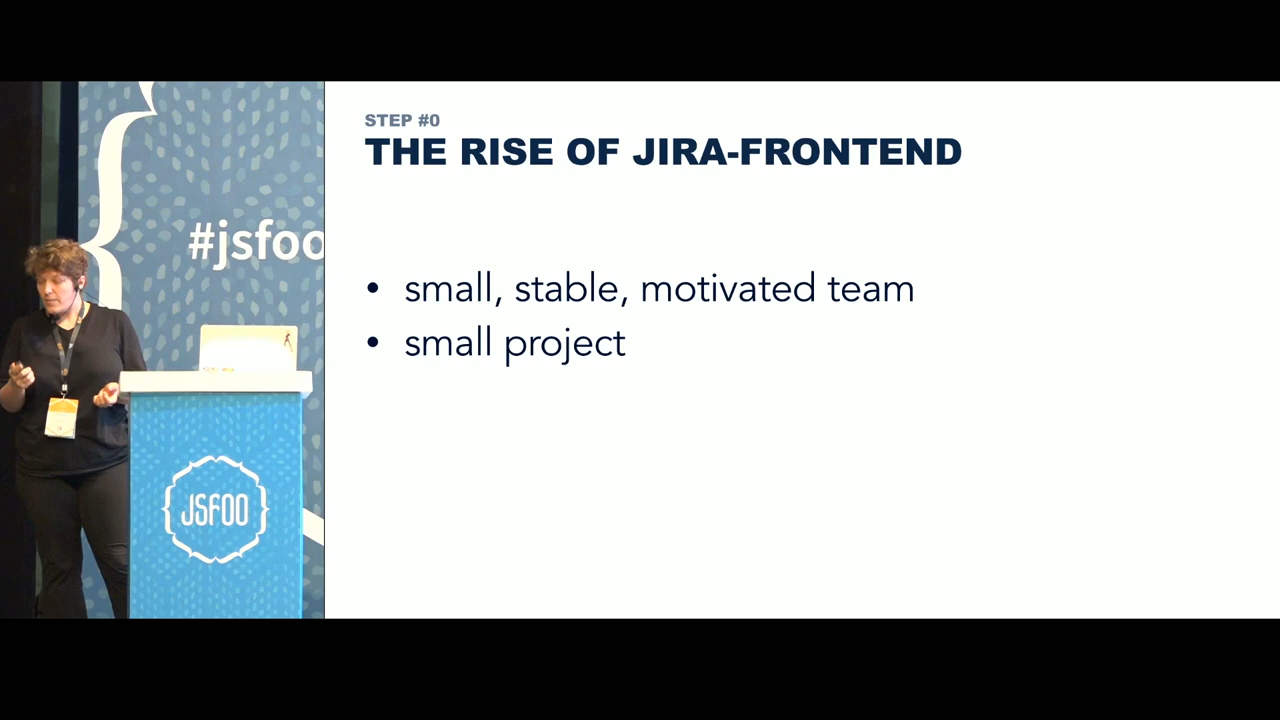 #jsfoo
JSFOO
STEP #0
THE RISE OF JIRA-FRONTEND
• small, stable, motivated team
• small project